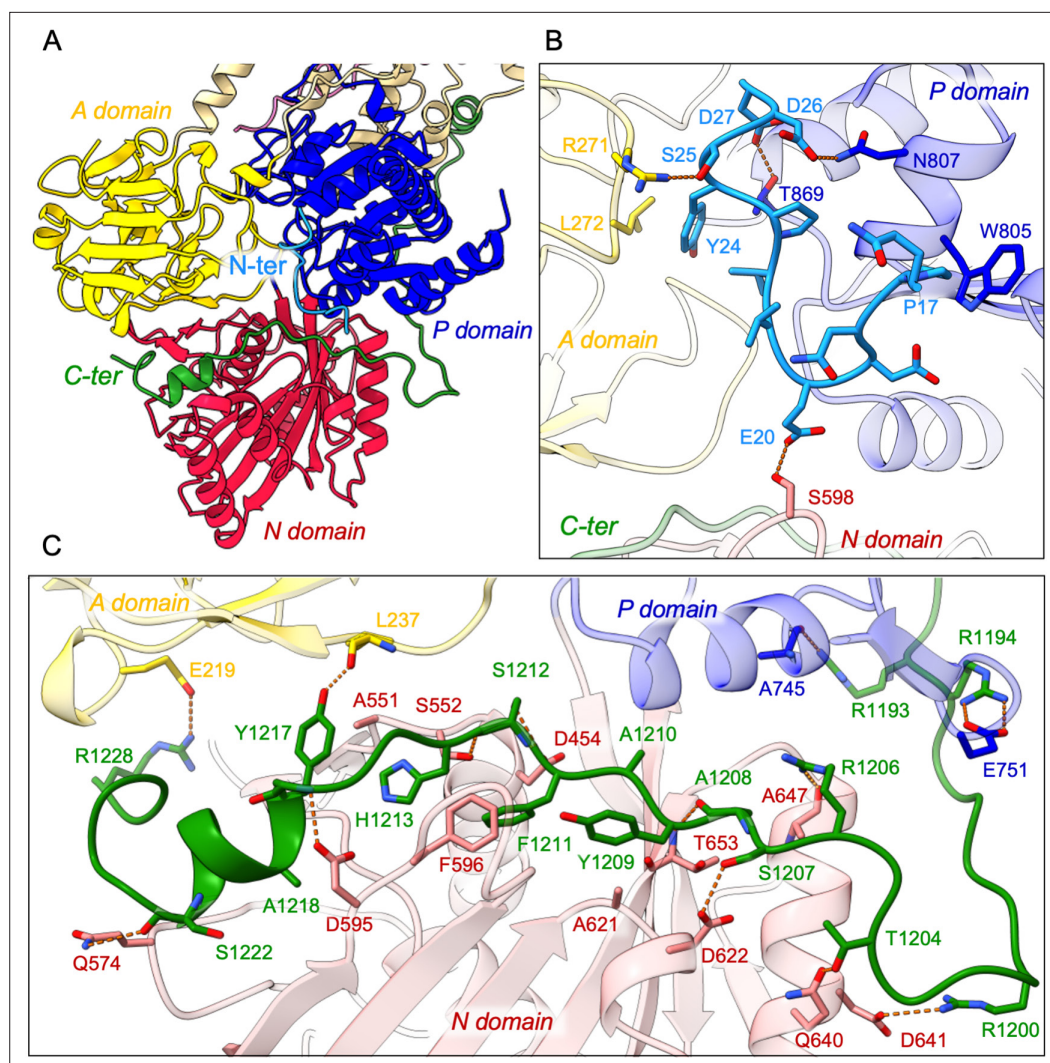 A
A domain
N-ter
P domain
C-ter
N domain
B
P domain
D27
D26
R271
S25
N807
T869
L272
Y24
W805
P17
A domain
E20
S598
C-ter
N domain
C
A domain
L237
P domain
R1194
E219
S1212
A551
S552
A745
R1193
Y1217
D454
A1210
R1228
E751
A1208
R1206
H1213
A647
F596
F1211
T653
Y1209
S1207
A1218
D595
A621
T1204
Q574
S1222
D622
N domain
Q640
D641
R1200